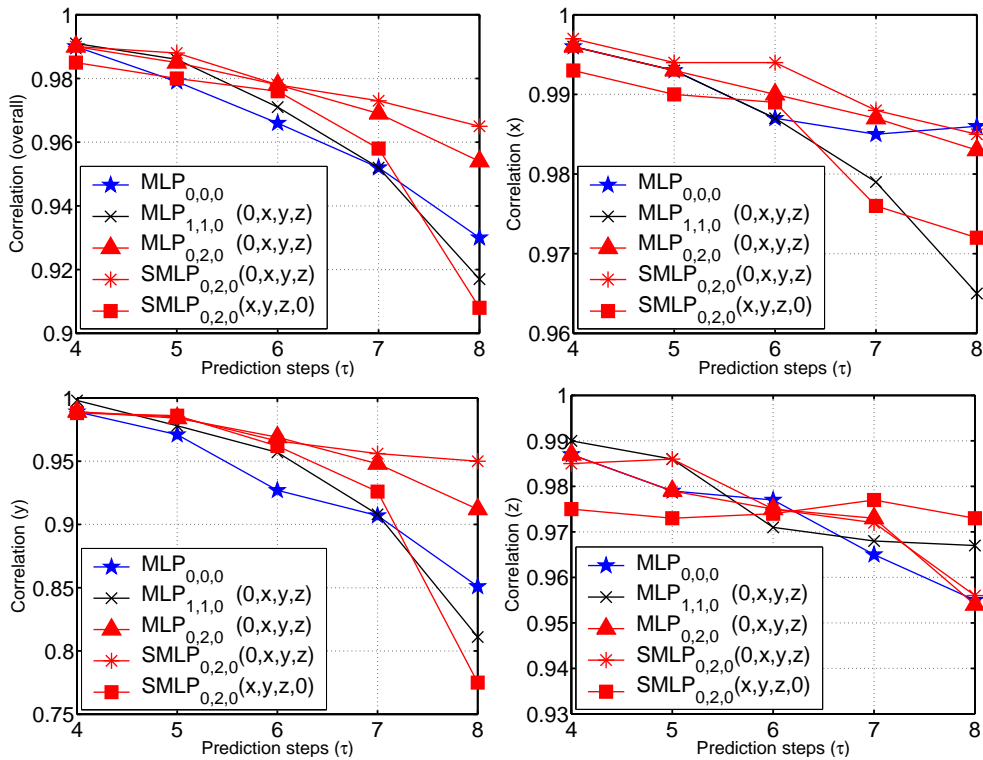 1
0.98
0.96
0.94
0.92
0.9
Correlation (overall)
MLP0,0,0
MLP1,1,0 (0,x,y,z)
MLP0,2,0 (0,x,y,z)
SMLP0,2,0(0,x,y,z)
SMLP0,2,0(x,y,z,0)
4 5 6 7 8
Prediction steps (τ)
1
0.99
0.98
0.97
0.96
Correlation (x)
MLP0,0,0
MLP1,1,0 (0,x,y,z)
MLP0,2,0 (0,x,y,z)
SMLP0,2,0(0,x,y,z)
SMLP0,2,0(x,y,z,0)
4 5 6 7 8
Prediction steps (τ)
1
0.95
0.9
0.85
0.8
0.75
Correlation (y)
MLP0,0,0
MLP1,1,0 (0,x,y,z)
MLP0,2,0 (0,x,y,z)
SMLP0,2,0(0,x,y,z)
SMLP0,2,0(x,y,z,0)
4 5 6 7 8
Prediction steps (τ)
1
0.99
0.98
0.97
0.96
0.95
0.94
0.93
Correlation (z)
MLP0,0,0
MLP1,1,0 (0,x,y,z)
MLP0,2,0 (0,x,y,z)
SMLP0,2,0(0,x,y,z)
SMLP0,2,0(x,y,z,0)
4 5 6 7 8
Prediction steps (τ)